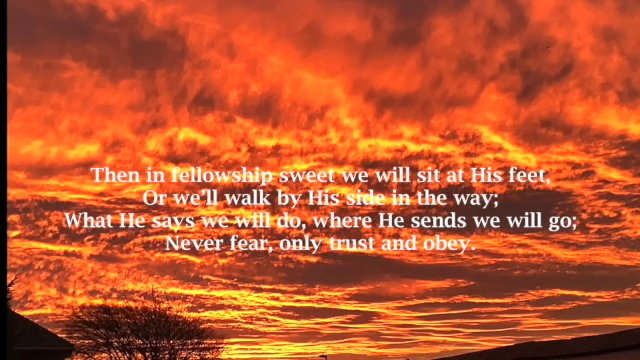 Then in fellowship sweet we will sit at His feet,
Or we’ll walk by His side in the way;
What He says we will do, where He sends we will go;
Never fear, only trust and obey.